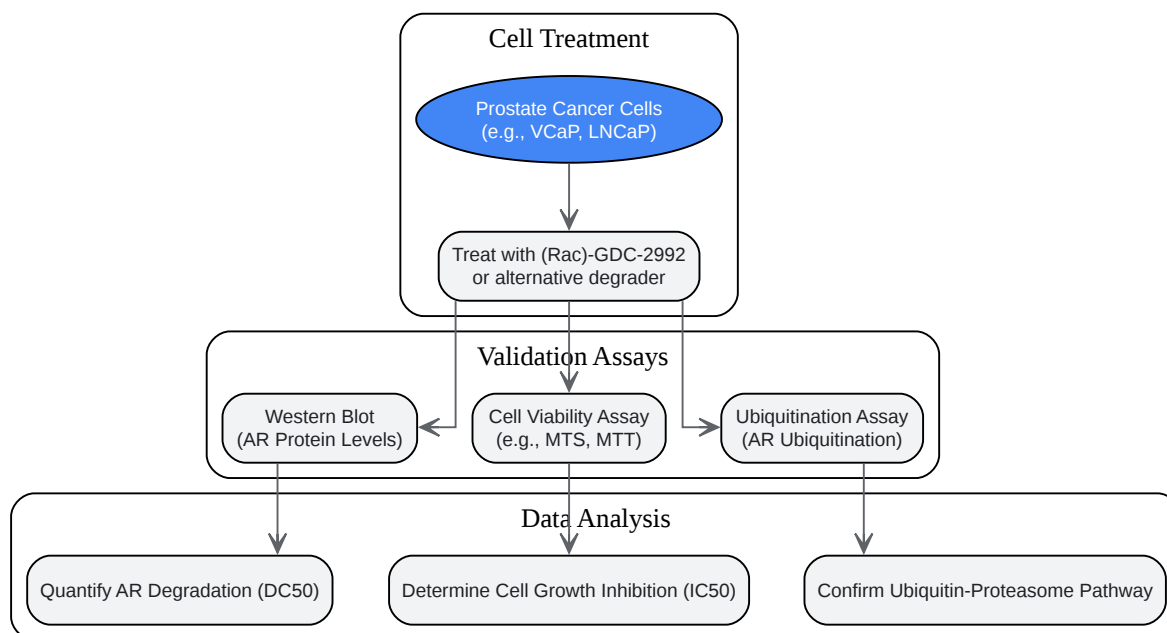 Cell Treatment
Prostate Cancer Cells
(e.g., VCaP, LNCaP)
Treat with (Rac)-GDC-2992
or alternative degrader
Validation Assays
Western Blot
(AR Protein Levels)
Cell Viability Assay
(e.g., MTS, MTT)
Ubiquitination Assay
(AR Ubiquitination)
Data Analysis
Quantify AR Degradation (DC50)
Determine Cell Growth Inhibition (IC50)
Confirm Ubiquitin-Proteasome Pathway